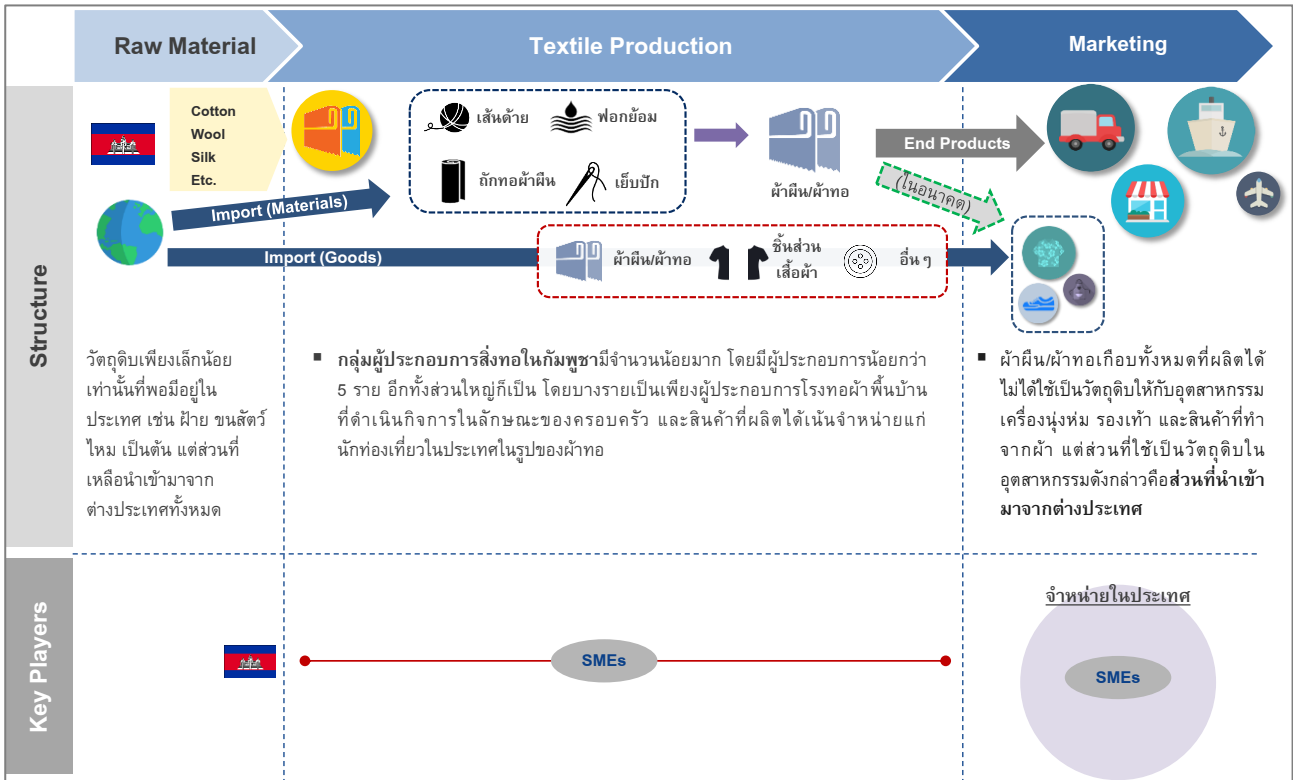 Raw Material
Textile Production
Marketing
Structure
Cotton
Wool
Silk
Etc.
เส้นด้าย
ฟอกย้อม
ถักทอผ้าผืน
เย็บปัก
ผ้าผืน/ผ้าทอ
End Products
(ในอนาคต)
Import (Materials)
Import (Goods)
ผ้าผืน/ผ้าทอ
ชิ้นส่วน
เสื้อผ้า
อื่น ๆ
วัตถุดิบเพียงเล็กน้อย
เท่านั้นที่พอมีอยู่ใน
ประเทศ เช่น ฝ้าย ขนสัตว์
ไหม เป็นต้น แต่ส่วนที่
เหลือนำเข้ามาจาก
ต่างประเทศทั้งหมด
▪ กลุ่มผู้ประกอบการสิ่งทอในกัมพูชามีจำนวนน้อยมาก โดยมีผู้ประกอบการน้อยกว่า
5 ราย อีกทั้งส่วนใหญ่ก็เป็น โดยบางรายเป็นเพียงผู้ประกอบการโรงทอผ้าพื้นบ้าน
ที่ดำเนินกิจการในลักษณะของครอบครัว และสินค้าที่ผลิตได้เน้นจำหน่ายแก่
นักท่องเที่ยวในประเทศในรูปของผ้าทอ
▪ ผ้าผืน/ผ้าทอเกือบทั้งหมดที่ผลิตได้
ไม่ได้ใช้เป็นวัตถุดิบให้กับอุตสาหกรรม
เครื่องนุ่งห่ม รองเท้า และสินค้าที่ทำ
จากผ้า แต่ส่วนที่ใช้เป็นวัตถุดิบใน
อุตสาหกรรมดังกล่าวคือส่วนที่นำเข้า
มาจากต่างประเทศ
Key Players
SMEs
จำหน่ายในประเทศ
SMEs